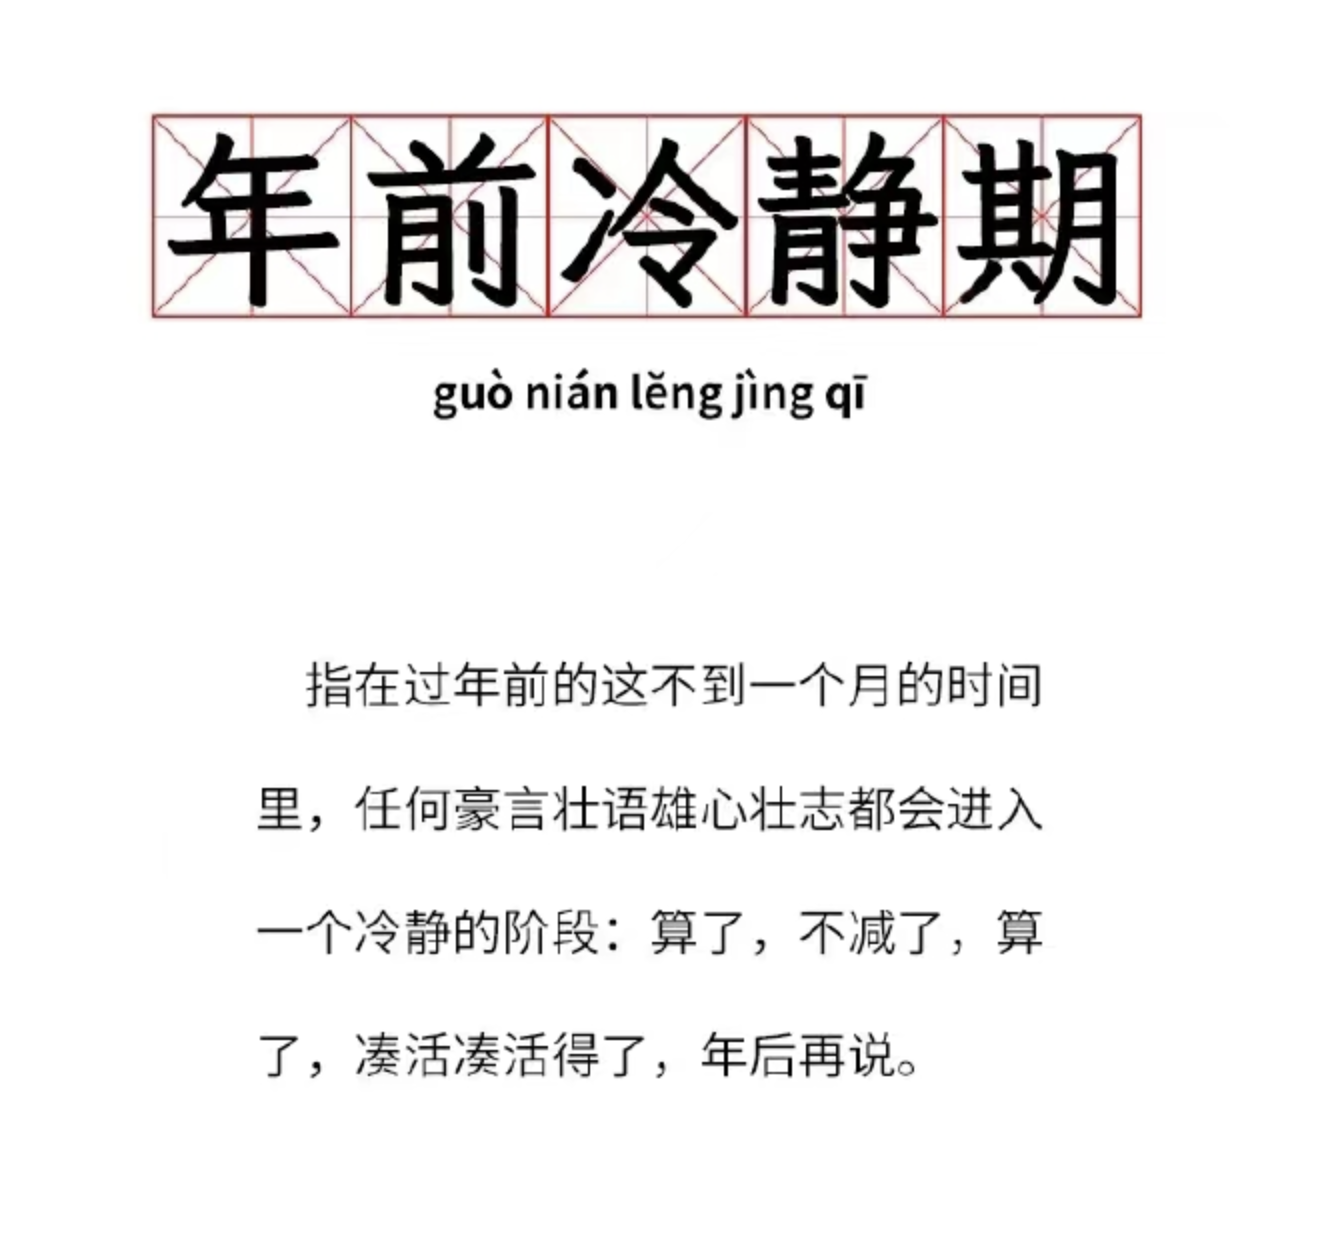 年前冷静期
guò nián lěng jìng qī
指在过年前的这不到一个月的时间
里，任何豪言壮语雄心壮志都会进入
一个冷静的阶段：算了，不减了，算
了，凑活凑活得了，年后再说。